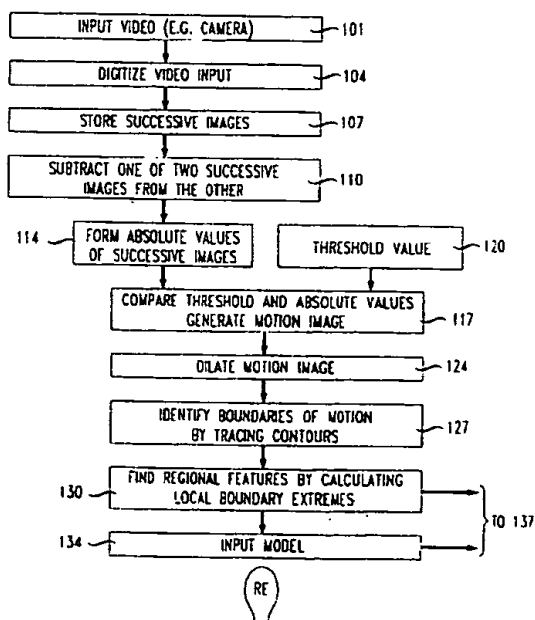 INPUT VIDEO (E.G. CAMERA)
101
DIGITIZE VIDEO INPUT
104
STORE SUCCESSIVE IMAGES
107
SUBTRACT ONE OF TWO SUCCESSIVE
IMAGES FROM THE OTHER
110
114
FORM ABSOLUTE VALUES
OF SUCCESSIVE IMAGES
THRESHOLD VALUE
120
COMPARE THRESHOLD AND ABSOLUTE VALUES
GENERATE MOTION IMAGE
117
DILATE MOTION IMAGE
124
IDENTIFY BOUNDARIES OF MOTION
BY TRACING CONTOURS
127
FIND REGIONAL FEATURES BY CALCULATING
LOCAL BOUNDARY EXTREMES
130
TO 137
134
INPUT MODEL
RE